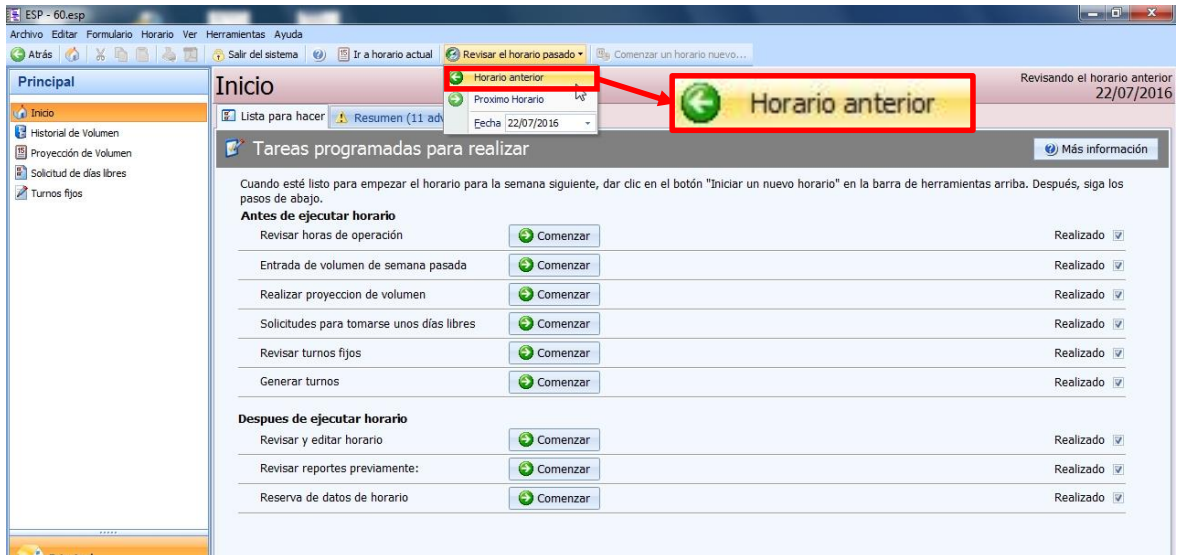 ESP - 60.esp
Archivo Editar Formulario Horario Ver Herramientas Ayuda
Atrás Salir del sistema Ir a horario actual Revisar el horario pasado Comenzar un horario nuevo...
Principal
Inicio
Historial de Volumen
Proyección de Volumen
Solicitud de días libres
Turnos fijos
Inicio
Horario anterior
Proximo Horario
Fecha 22/07/2016
Horario anterior
Revisando el horario anterior
22/07/2016
Lista para hacer Resumen (11 adv
Tareas programadas para realizar
Más información
Cuando esté listo para empezar el horario para la semana siguiente, dar clic en el botón "Iniciar un nuevo horario" en la barra de herramientas arriba. Después, siga los
pasos de abajo.
Antes de ejecutar horario
Revisar horas de operación Comenzar Realizado
Entrada de volumen de semana pasada Comenzar Realizado
Realizar proyeccion de volumen Comenzar Realizado
Solicitudes para tomarse unos días libres Comenzar Realizado
Revisar turnos fijos Comenzar Realizado
Generar turnos Comenzar Realizado
Despues de ejecutar horario
Revisar y editar horario Comenzar Realizado
Revisar reportes previamente: Comenzar Realizado
Reserva de datos de horario Comenzar Realizado